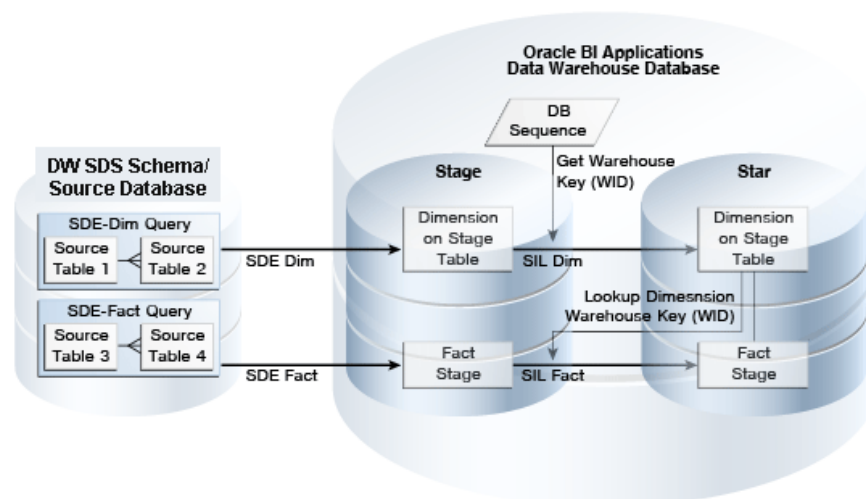 Oracle BI Applications
Data Warehouse Database
DB
Sequence
DW SDS Schema/
Source Database
Stage
Get Warehouse
Key (WID)
Star
SDE-Dim Query
Source
Table 1
Source
Table 2
SDE Dim
Dimension
on Stage
Table
SIL Dim
Dimension
on Stage
Table
Lookup Dimesnsion
Warehouse Key (WID)
SDE-Fact Query
Source
Table 3
Source
Table 4
SDE Fact
Fact
Stage
SIL Fact
Fact
Stage